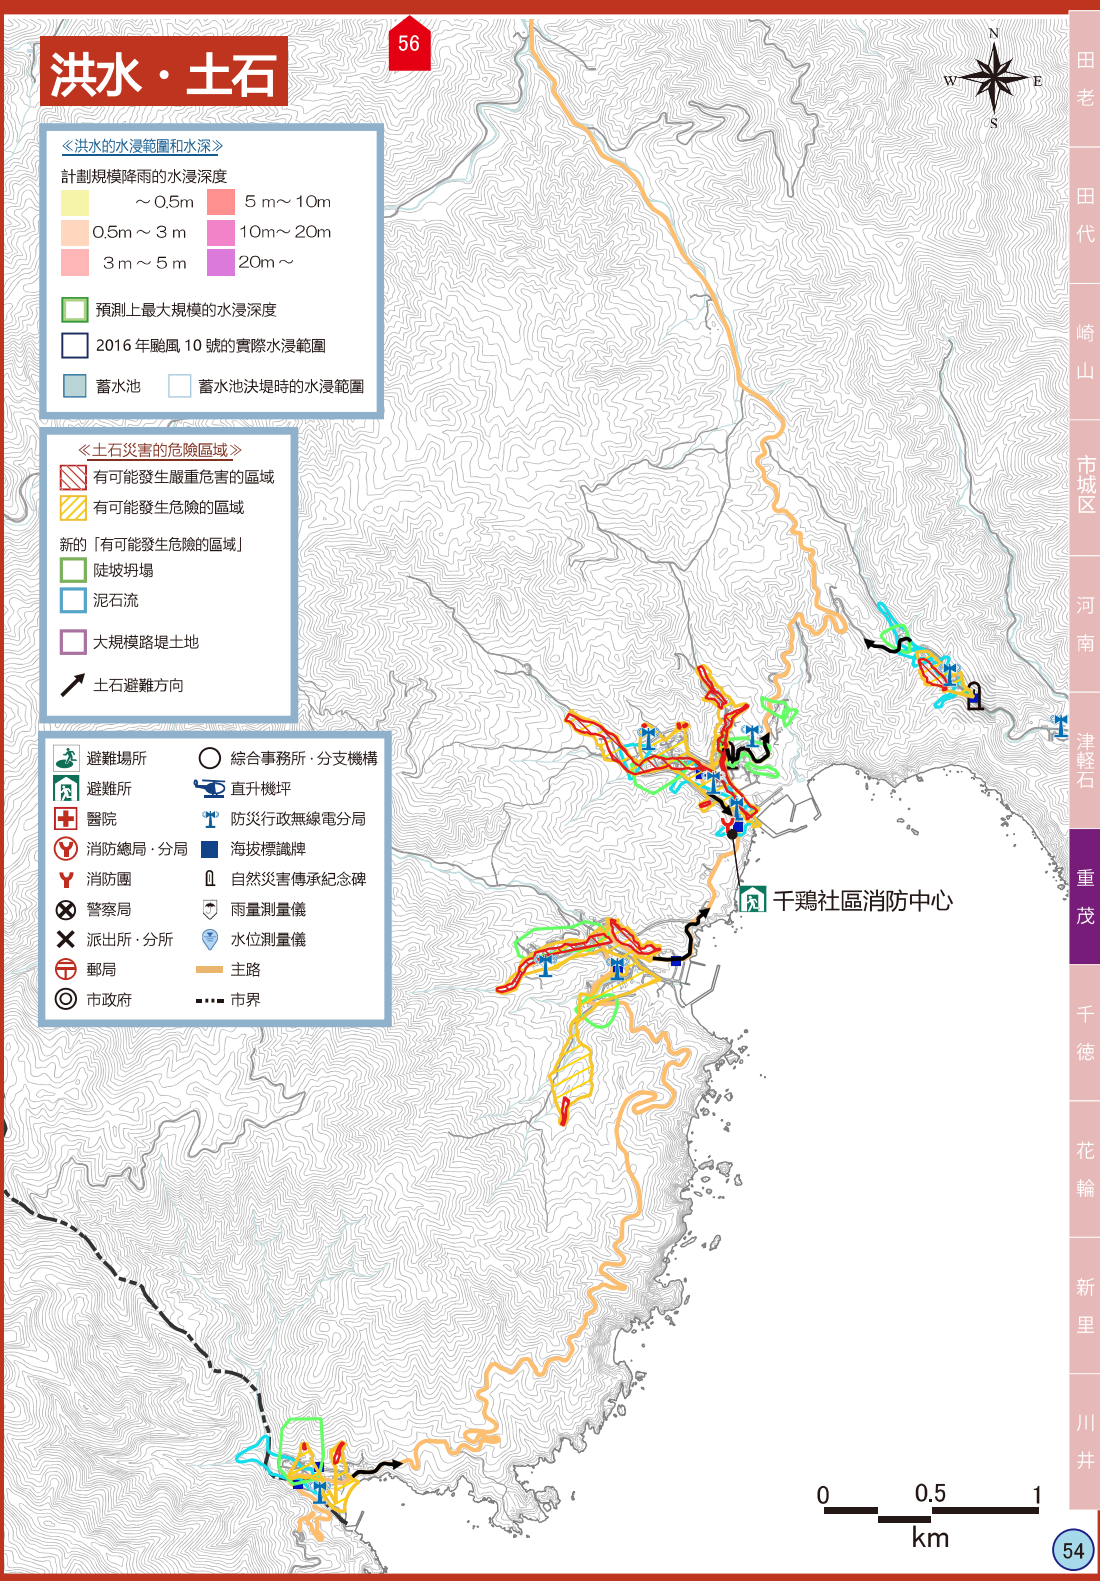 56
洪水・土石
N
W
E
S
≪洪水的水浸範圍和水深≫
計劃規模降雨的水浸深度
～0.5m
5 m～10m
0.5m～3 m
10m～20m
3 m～5 m
20m～
預測上最大規模的水浸深度
2016 年颱風 10 號的實際水浸範圍
蓄水池
蓄水池決堤時的水浸範圍
≪土石災害的危險區域≫
有可能發生嚴重危害的區域
有可能發生危險的區域
新的「有可能發生危險的區域」
陡坡坍塌
泥石流
大規模路堤土地
土石避難方向
避難場所
綜合事務所・分支機構
避難所
直升機坪
醫院
防災行政無線電分局
消防總局・分局
海拔標識牌
消防團
自然災害傳承紀念碑
警察局
雨量測量儀
派出所・分所
水位測量儀
郵局
主路
市政府
市界
千鶏社區消防中心
田老
田代
崎山
市城区
河南
津軽石
重茂
千徳
花輪
新里
川井
0
0.5
1
km
54